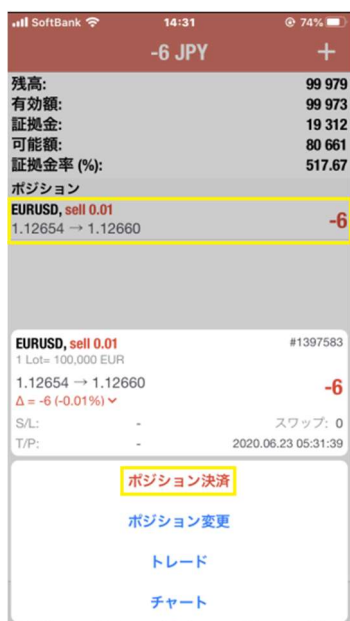 SoftBank 14:31 74%
-6 JPY +
残高: 99 979
有効額: 99 973
証拠金: 19 312
可能額: 80 661
証拠金率 (%): 517.67
ポジション
EURUSD, sell 0.01 -6
1.12654 → 1.12660
EURUSD, sell 0.01 #1397583
1 Lot= 100,000 EUR
1.12654 → 1.12660 -6
Δ = -6 (-0.01%)
S/L: - スワップ: 0
T/P: - 2020.06.23 05:31:39
ポジション決済
ポジション変更
トレード
チャート